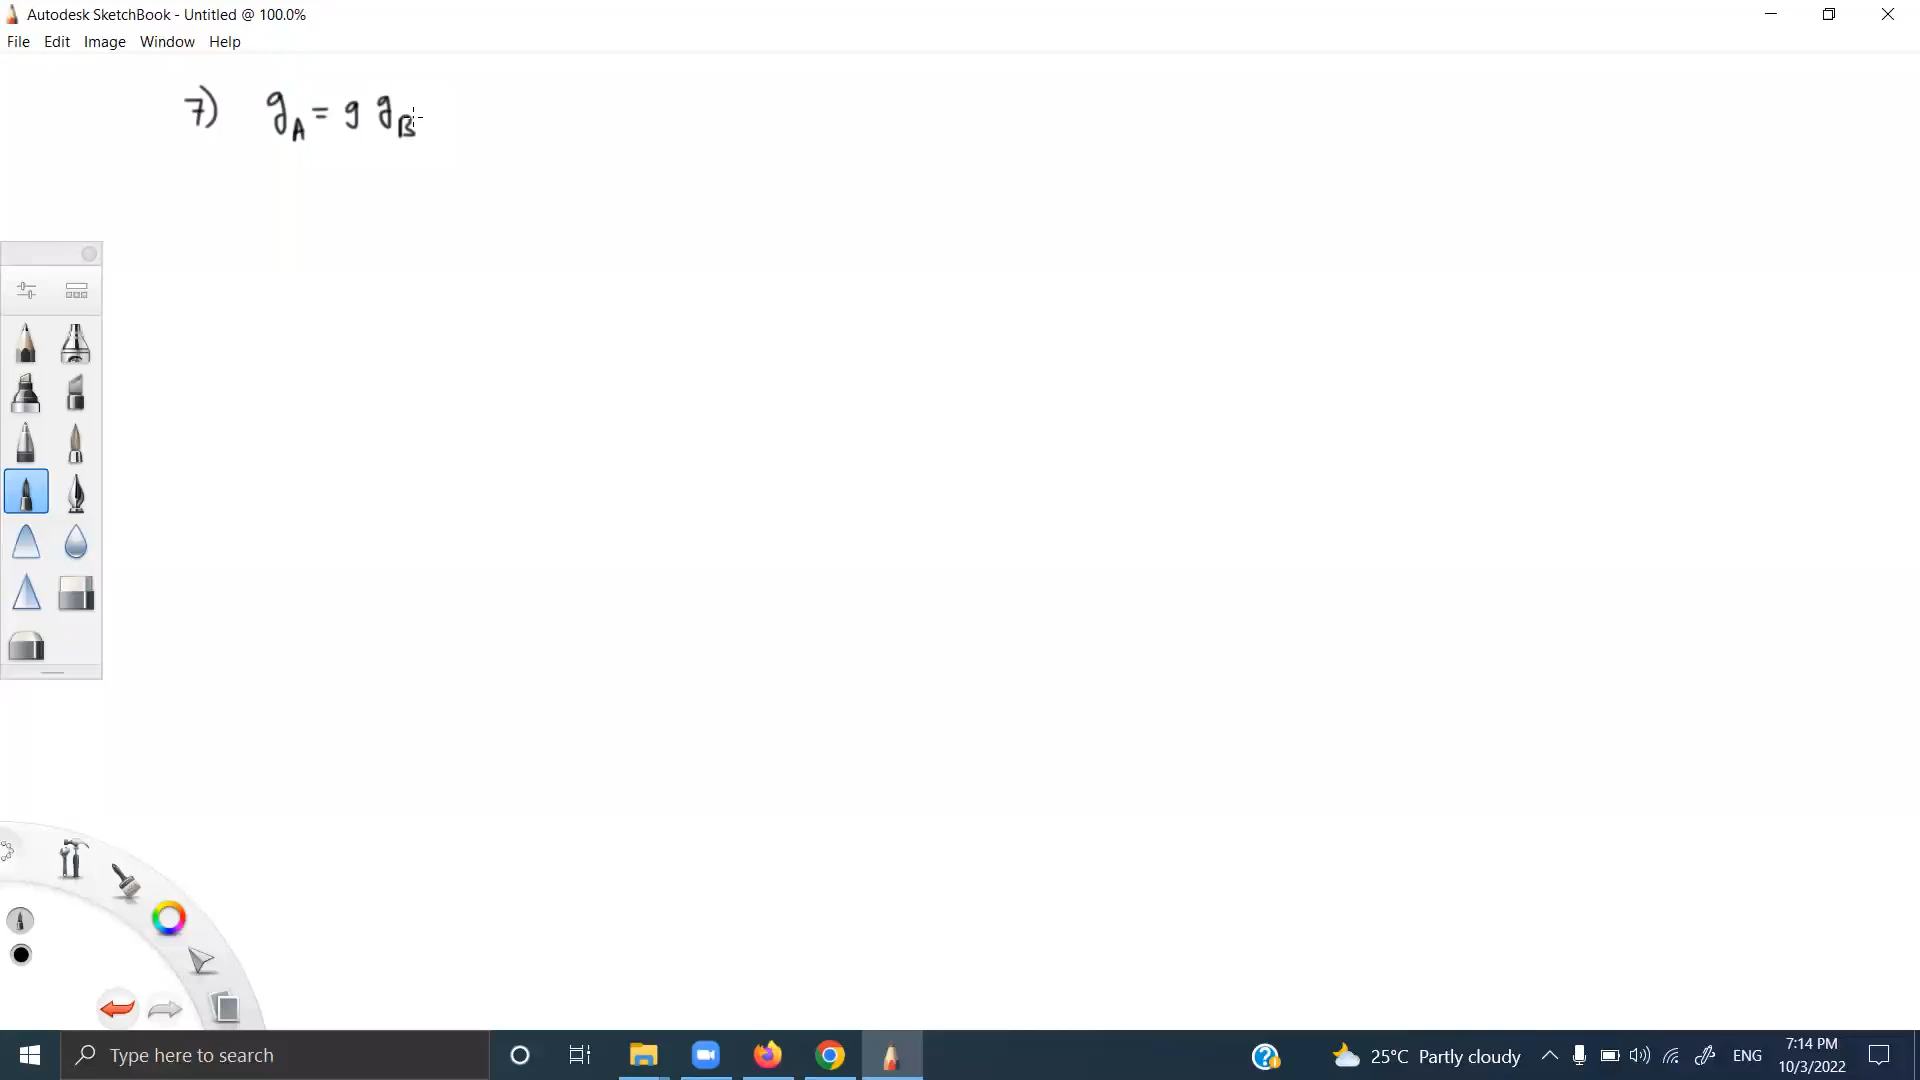 Autodesk SketchBook - Untitled @ 100.0%
File Edit Image Window Help
7) g_A = 9 g_B
Type here to search
25°C Partly cloudy
ENG
7:14 PM
10/3/2022